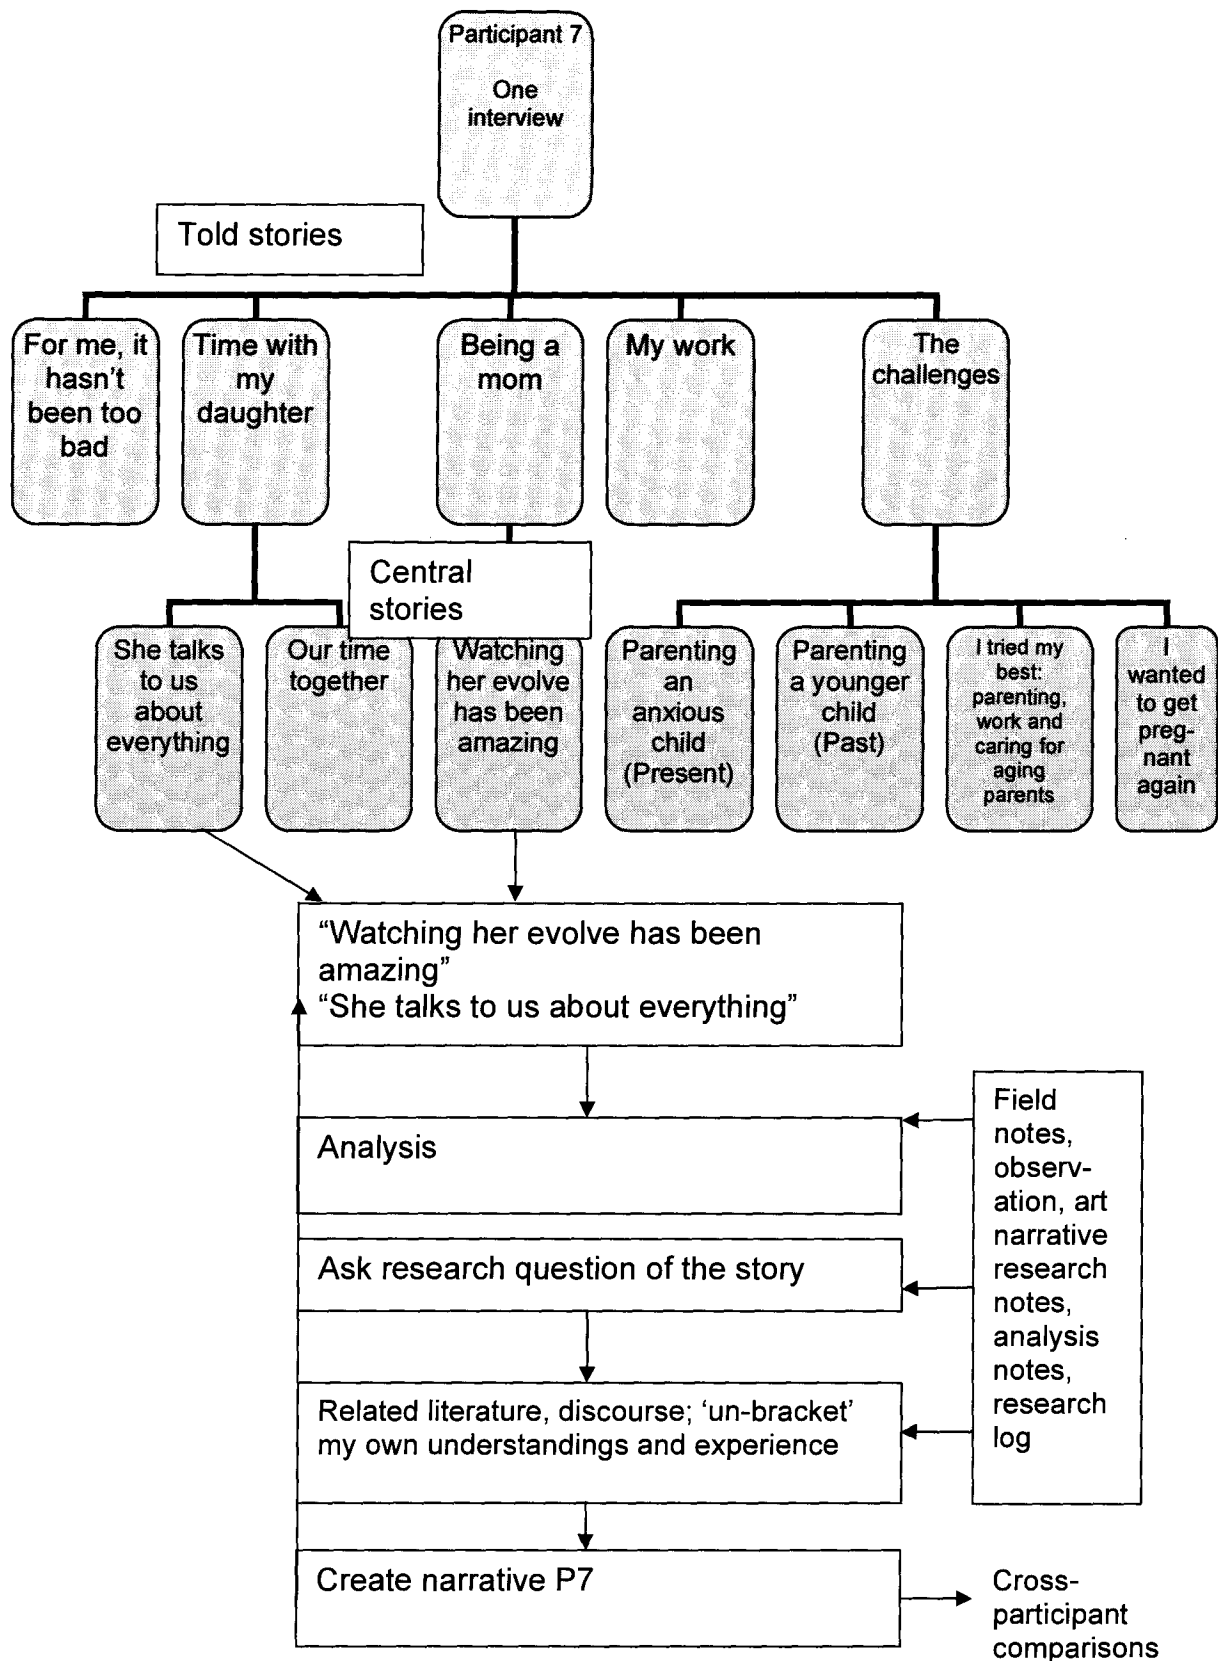 Participant 7
One
interview
Told stories
For me, it
hasn't
been too
bad
Time with
my
daughter
Being a
mom
My work
The
challenges
Central
stories
She talks
to us
about
everything
Our time
together
Watching
her evolve
has been
amazing
Parenting
an
anxious
child
(Present)
Parenting
a younger
child
(Past)
I tried my
best:
parenting,
work and
caring for
aging
parents
I
wanted
to get
preg-
nant
again
“Watching her evolve has been
amazing”
“She talks to us about everything”
Analysis
Ask research question of the story
Related literature, discourse; ‘un-bracket’
my own understandings and experience
Create narrative P7
Field
notes,
observ-
ation, art
narrative
research
notes,
analysis
notes,
research
log
Cross-
participant
comparisons